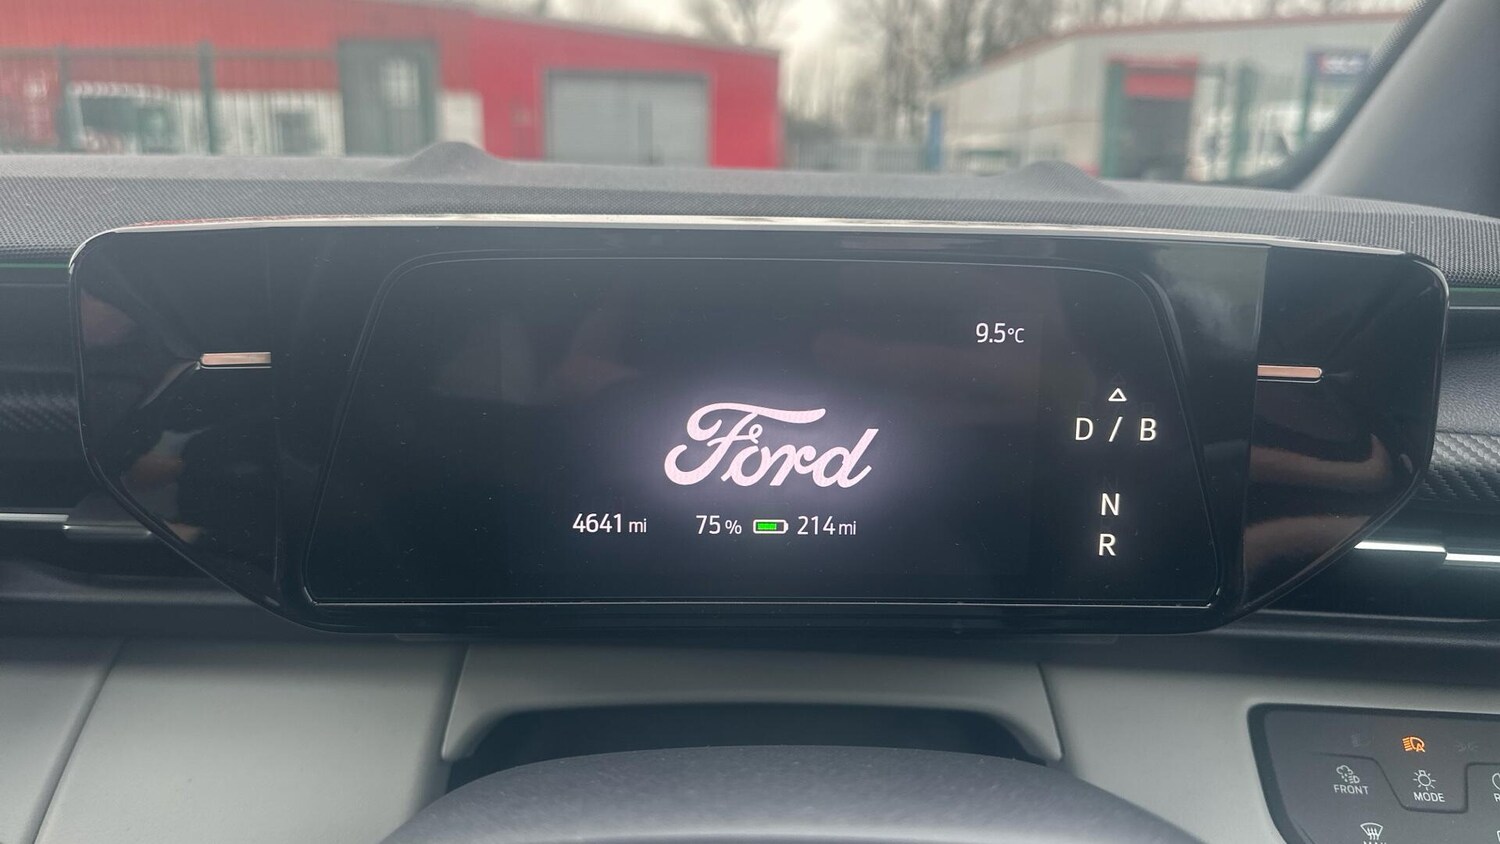 9.5°C
D / B
Ford
N
4641 mi 75% 214 mi
R
FRONT
MODE